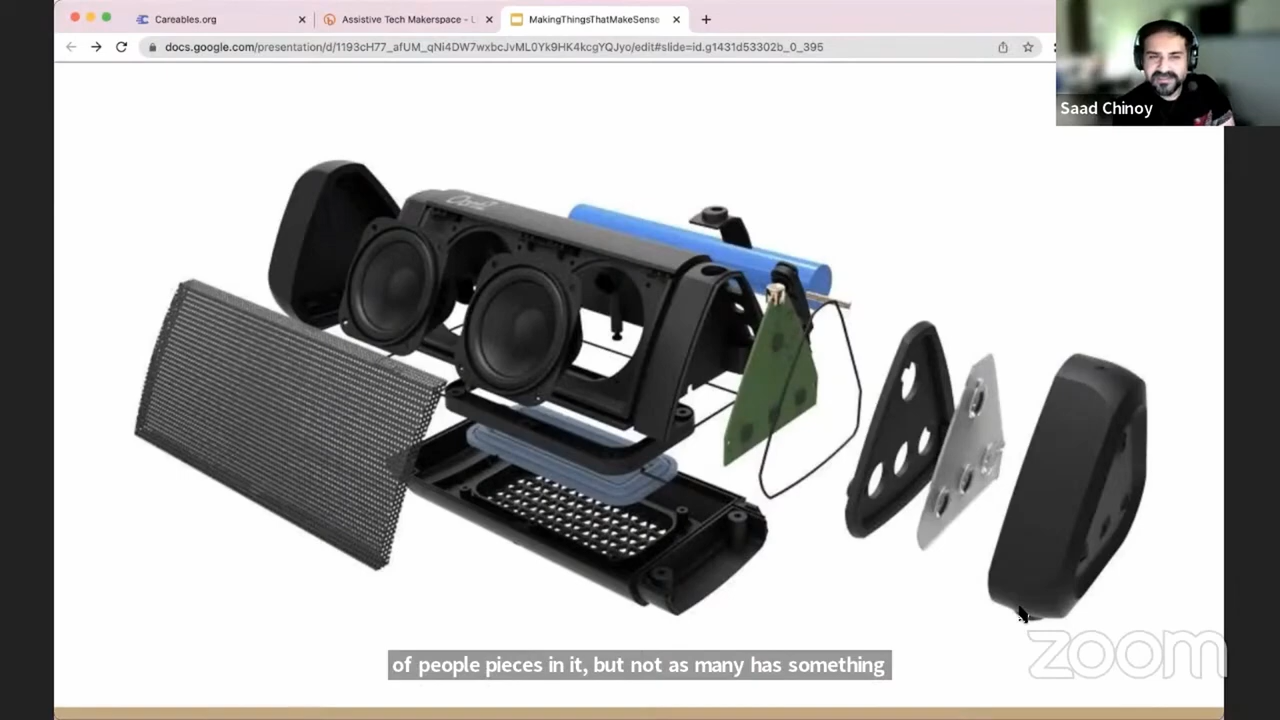 Careables.org
Assistive Tech Makerspace - L
MakingThingsThatMakeSense
docs.google.com/presentation/d/1193cH77_afUM_qNi4DW7wxbcJvML0Yk9HK4kcgYQJyo/edit#slide=id.g1431d53302b_0_395
Saad Chinoy
of people pieces in it, but not as many has something
zoom